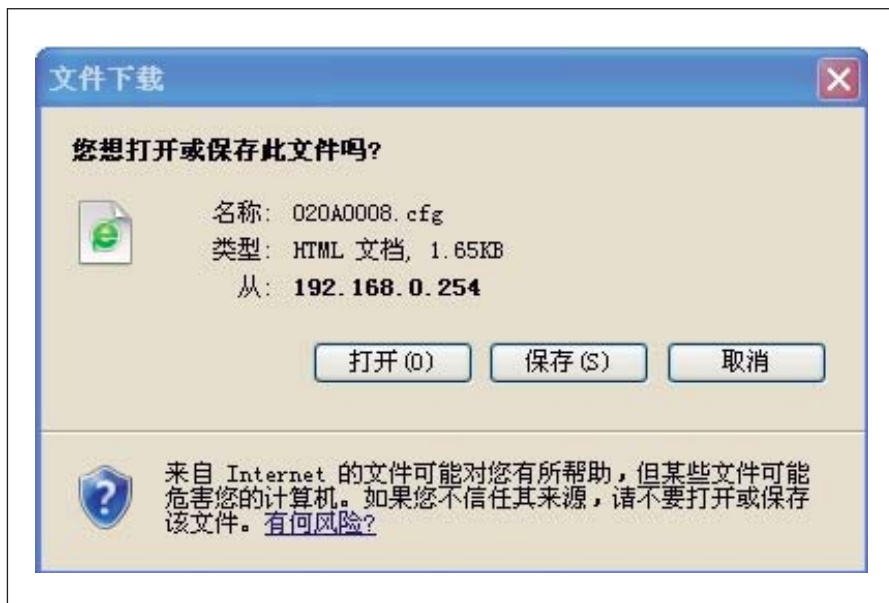 文件下载
您想打开或保存此文件吗?
名称: 020A0008.cfg
类型: HTML 文档, 1.65KB
从: 192.168.0.254
打开(O) 保存(S) 取消
来自 Internet 的文件可能对您有所帮助，但某些文件可能
危害您的计算机。如果您不信任其来源，请不要打开或保存
该文件。有何风险?